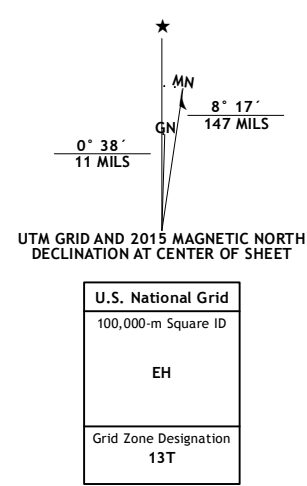 MN
8° 17´
147 MILS
GN
0° 38´
11 MILS
UTM GRID AND 2015 MAGNETIC NORTH
DECLINATION AT CENTER OF SHEET
U.S. National Grid
100,000-m Square ID
EH
Grid Zone Designation
13T